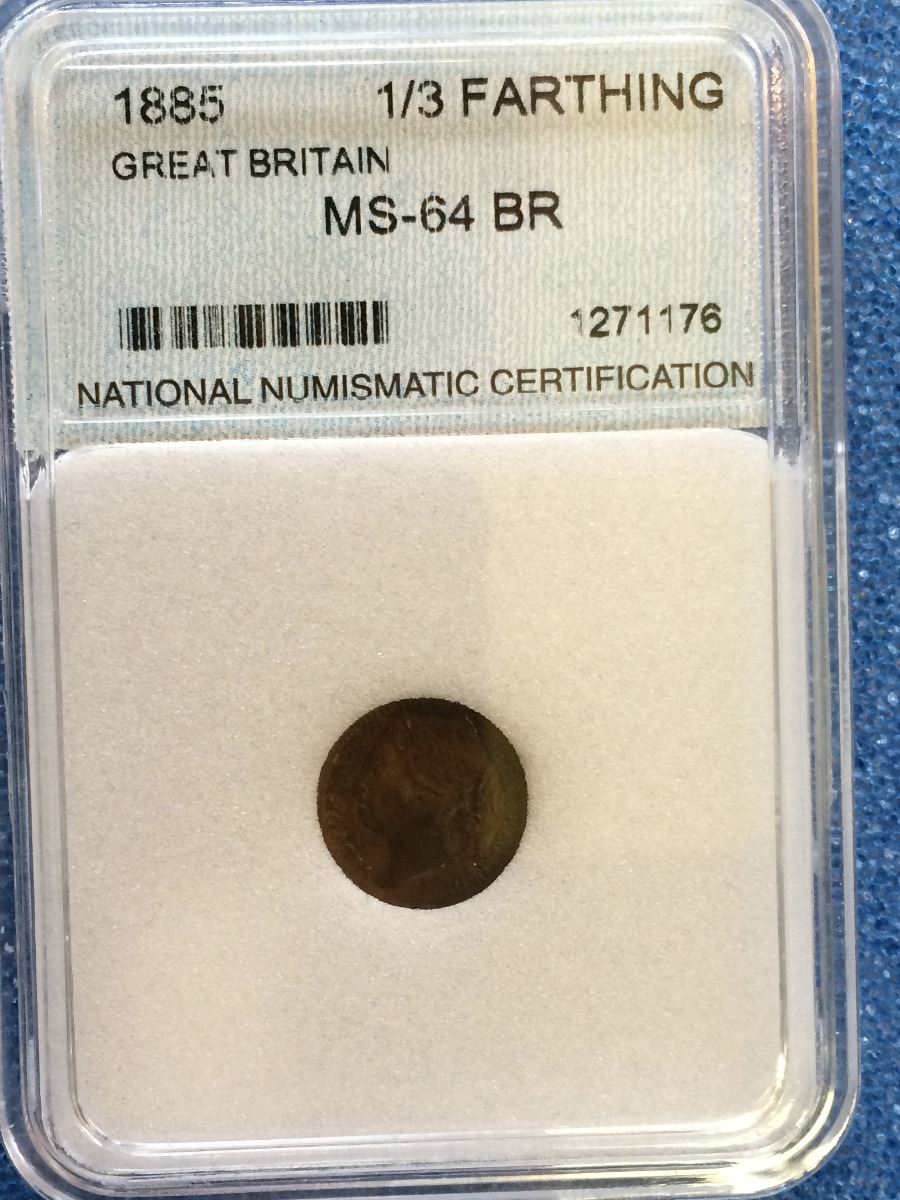 1885 1/3 FARTHING
GREAT BRITAIN
MS-64 BR
1271176
NATIONAL NUMISMATIC CERTIFICATION